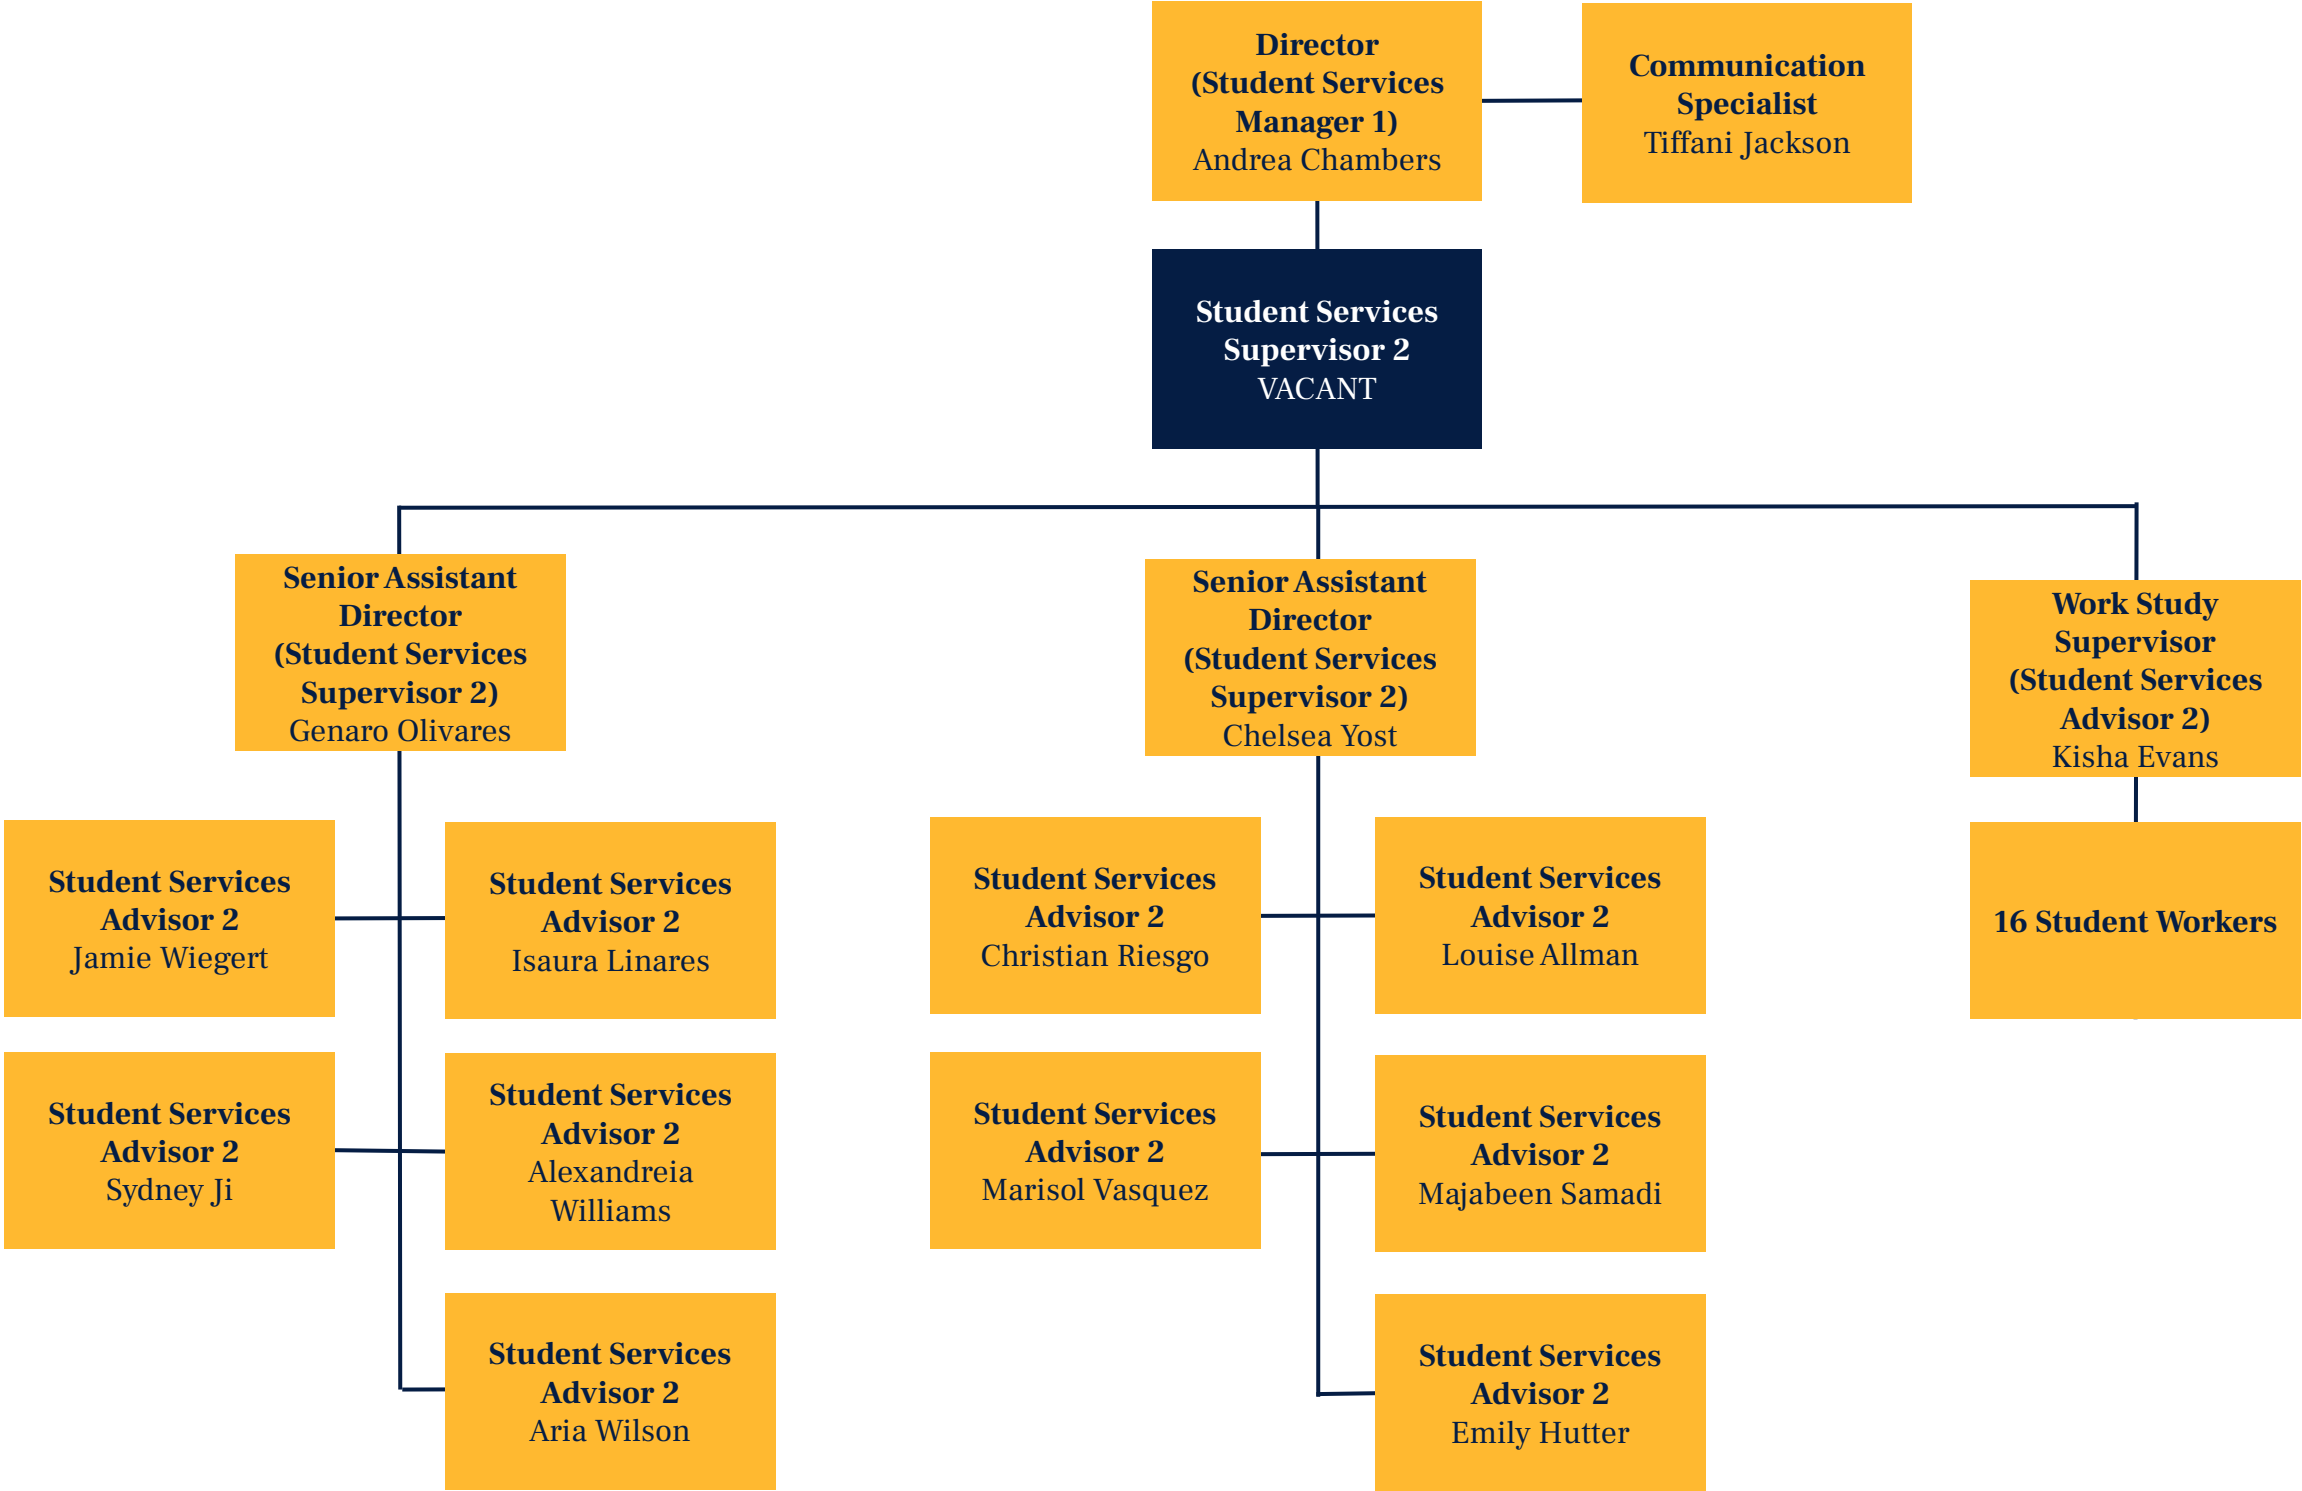 Director
(Student Services
Manager 1)
Andrea Chambers
Communication
Specialist
Tiffani Jackson
Student Services
Supervisor 2
VACANT
Senior Assistant
Director
(Student Services
Supervisor 2)
Genaro Olivares
Senior Assistant
Director
(Student Services
Supervisor 2)
Chelsea Yost
Work Study
Supervisor
(Student Services
Advisor 2)
Kisha Evans
Student Services
Advisor 2
Jamie Wiegert
Student Services
Advisor 2
Isaura Linares
Student Services
Advisor 2
Christian Riesgo
Student Services
Advisor 2
Louise Allman
16 Student Workers
Student Services
Advisor 2
Sydney Ji
Student Services
Advisor 2
Alexandreia
Williams
Student Services
Advisor 2
Marisol Vasquez
Student Services
Advisor 2
Majabeen Samadi
Student Services
Advisor 2
Aria Wilson
Student Services
Advisor 2
Emily Hutter